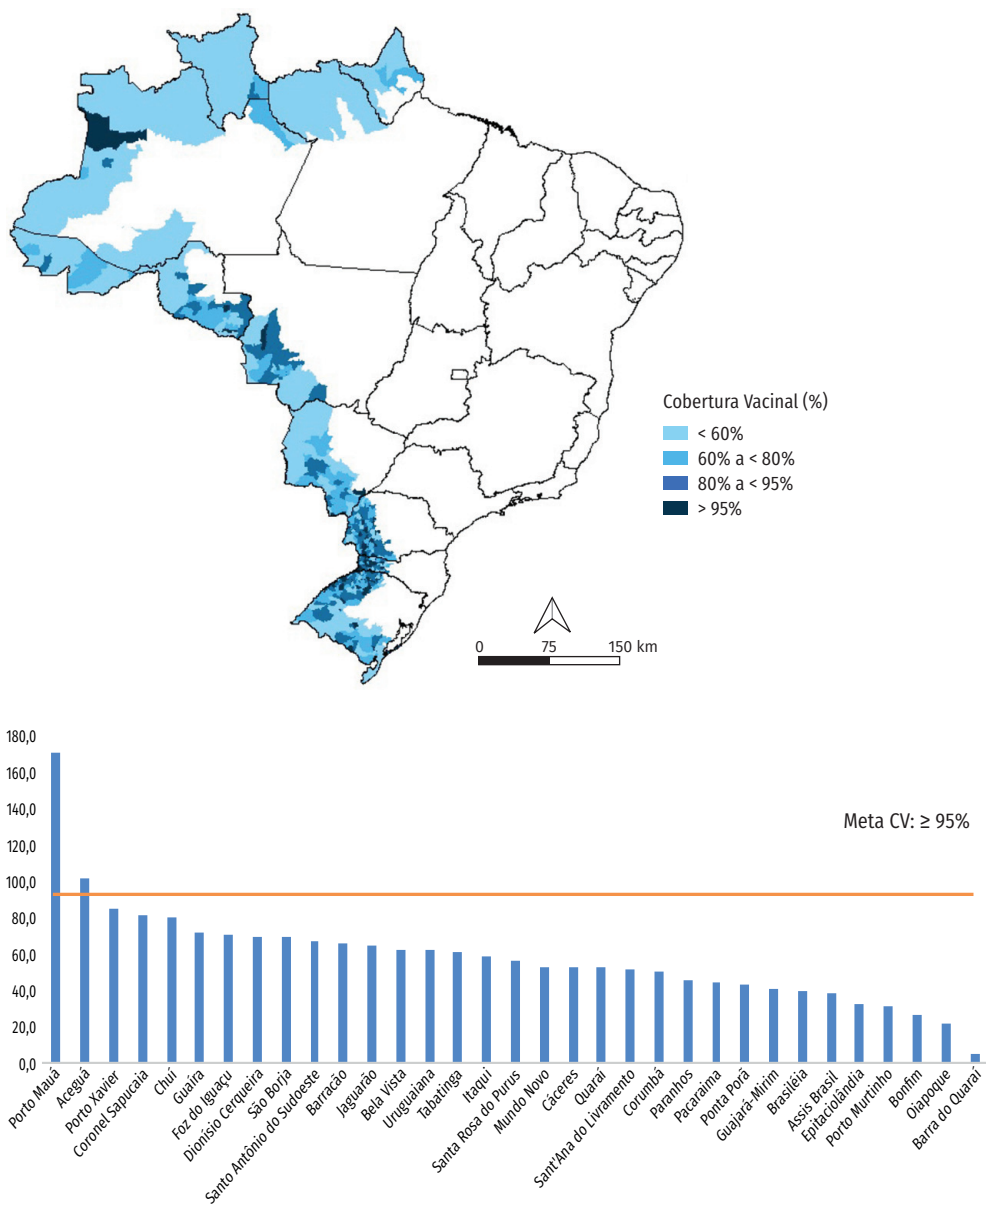 Cobertura Vacinal (%)
< 60%
60% a < 80%
80% a < 95%
> 95%
0 75 150 km
180,0
160,0
140,0
120,0
100,0
80,0
60,0
40,0
20,0
0,0
Meta CV: ≥ 95%
Porto Mauá
Aceguá
Porto Xavier
Coronel Sapucaia
Chuí
Guaíra
Foz do Iguaçu
Dionísio Cerqueira
São Borja
Santo Antônio do Sudoeste
Barracão
Jaguarão
Bela Vista
Uruguaiana
Tabatinga
Itaqui
Santa Rosa do Purus
Mundo Novo
Cáceres
Quaraí
Sant'Ana do Livramento
Corumbá
Paranhos
Pacaraima
Ponta Porã
Guajará-Mirim
Brasiléia
Assis Brasil
Epitaciolândia
Porto Murtinho
Bonfim
Oiapoque
Barra do Quaraí